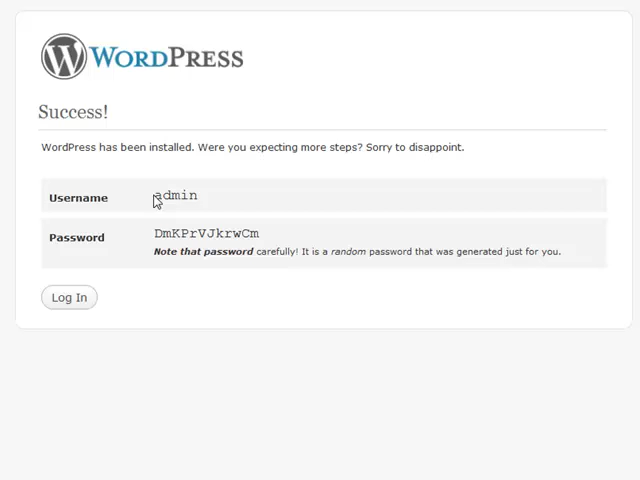 WORDPRESS
Success!
WordPress has been installed. Were you expecting more steps? Sorry to disappoint.
Username admin
Password DmKPrVJkrwCm
Note that password carefully! It is a random password that was generated just for you.
Log In